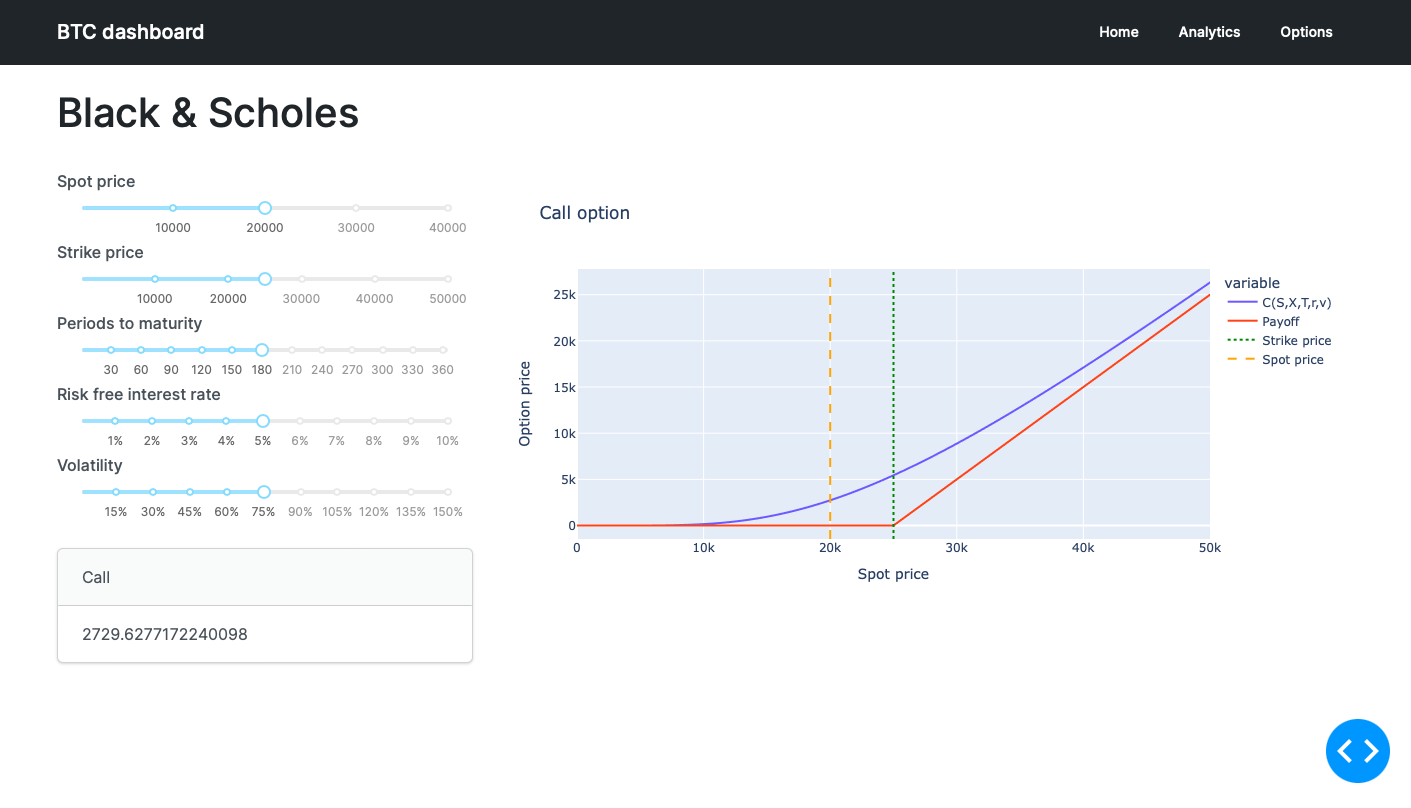 BTC dashboard
Home Analytics Options
Black & Scholes
Spot price
10000 20000 30000 40000
Strike price
10000 20000 30000 40000 50000
Periods to maturity
30 60 90 120 150 180 210 240 270 300 330 360
Risk free interest rate
1% 2% 3% 4% 5% 6% 7% 8% 9% 10%
Volatility
15% 30% 45% 60% 75% 90% 105% 120% 135% 150%
Call
2729.6277172240098
Call option
Option price
25k
20k
15k
10k
5k
0
0 10k 20k 30k 40k 50k
Spot price
variable
C(S,X,T,r,v)
Payoff
Strike price
Spot price